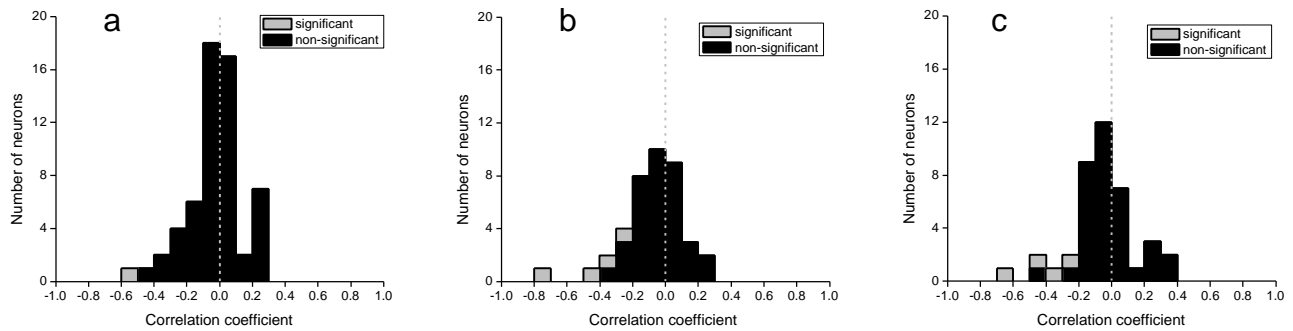 a
significant
non-significant
Number of neurons
20
16
12
8
4
0
-1.0 -0.8 -0.6 -0.4 -0.2 0.0 0.2 0.4 0.6 0.8 1.0
Correlation coefficient
b
significant
non-significant
Number of neurons
20
16
12
8
4
0
-1.0 -0.8 -0.6 -0.4 -0.2 0.0 0.2 0.4 0.6 0.8 1.0
Correlation coefficient
c
significant
non-significant
Number of neurons
20
16
12
8
4
0
-1.0 -0.8 -0.6 -0.4 -0.2 0.0 0.2 0.4 0.6 0.8 1.0
Correlation coefficient